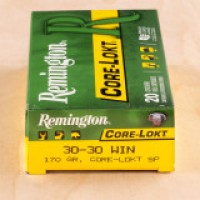 R
Remington
CORE-LOKT
20
Remington
CORE-LOKT
30-30 WIN
170 GR, CORE-LOKT SP